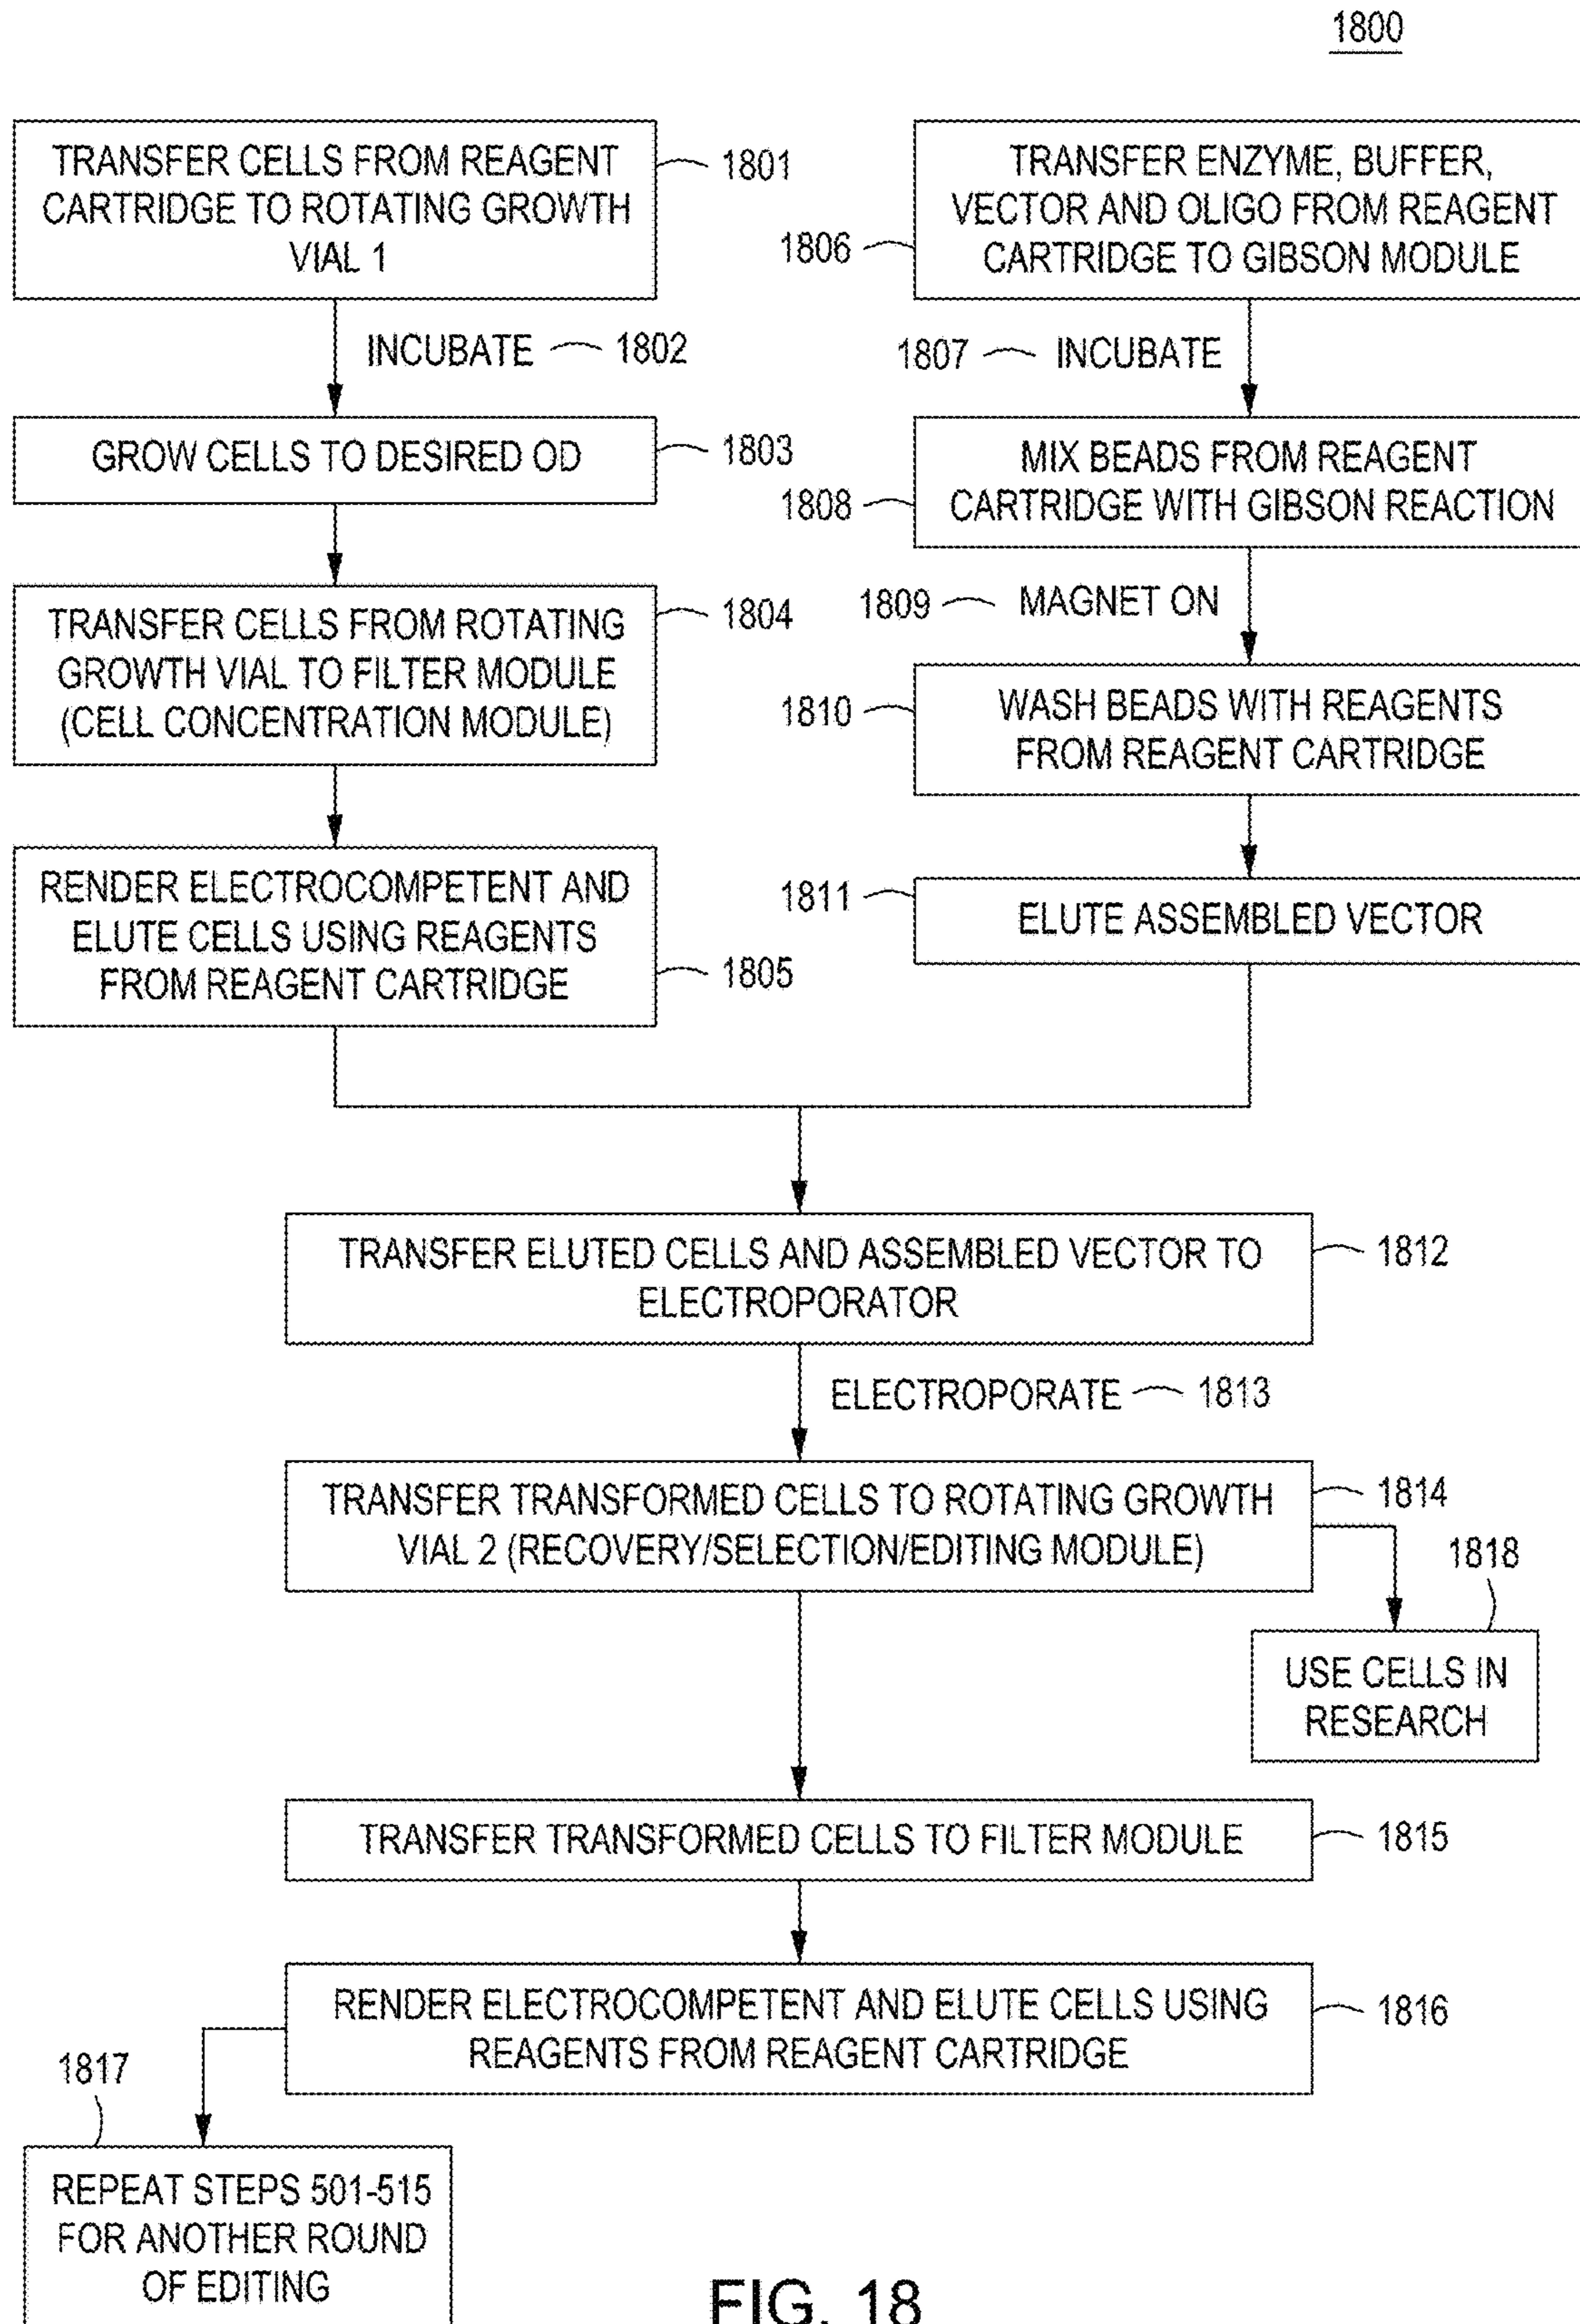 1800
TRANSFER CELLS FROM REAGENT
CARTRIDGE TO ROTATING GROWTH
VIAL 1
1801
INCUBATE
1802
GROW CELLS TO DESIRED OD
1803
TRANSFER CELLS FROM ROTATING
GROWTH VIAL TO FILTER MODULE
(CELL CONCENTRATION MODULE)
1804
RENDER ELECTROCOMPETENT AND
ELUTE CELLS USING REAGENTS
FROM REAGENT CARTRIDGE
1805
TRANSFER ENZYME, BUFFER,
VECTOR AND OLIGO FROM REAGENT
CARTRIDGE TO GIBSON MODULE
1806
1807
INCUBATE
MIX BEADS FROM REAGENT
CARTRIDGE WITH GIBSON REACTION
1808
1809
MAGNET ON
WASH BEADS WITH REAGENTS
FROM REAGENT CARTRIDGE
1810
1811
ELUTE ASSEMBLED VECTOR
TRANSFER ELUTED CELLS AND ASSEMBLED VECTOR TO
ELECTROPORATOR
1812
ELECTROPORATE
1813
TRANSFER TRANSFORMED CELLS TO ROTATING GROWTH
VIAL 2 (RECOVERY/SELECTION/EDITING MODULE)
1814
1818
USE CELLS IN
RESEARCH
TRANSFER TRANSFORMED CELLS TO FILTER MODULE
1815
RENDER ELECTROCOMPETENT AND ELUTE CELLS USING
REAGENTS FROM REAGENT CARTRIDGE
1816
1817
REPEAT STEPS 501-515
FOR ANOTHER ROUND
OF EDITING
FIG. 18